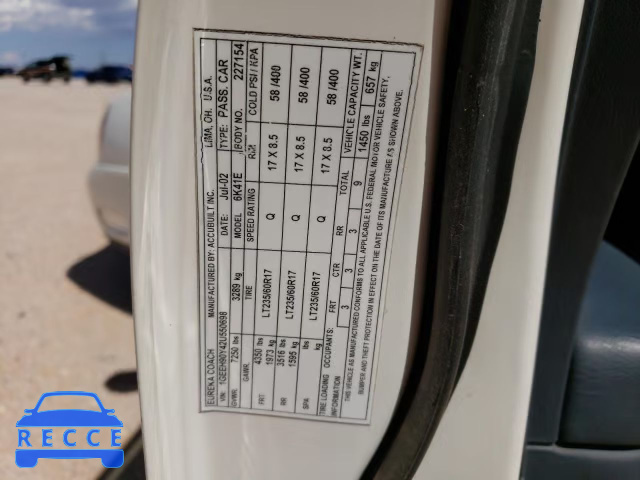 EUREKA COACH MANUFACTURED BY: ACCUBUILT INC. LIMA, OH. U.S.A.
VIN: 1GEEH90Y42U550698 DATE: Jul-02 TYPE: PASS. CAR
GVWR: 7250 lbs 3289 kg MODEL 6K41E BODY NO. 227154
GAWR: TIRE SPEED RATING RIM COLD PSI / KPA
FRT 4350 lbs 1973 kg LT235/60R17 Q 17 X 8.5 58 /400
RR 3516 lbs 1595 kg LT235/60R17 Q 17 X 8.5 58 /400
SPA kg LT235/60R17 Q 17 X 8.5 58 /400
TIRE LOADING INFORMATION OCCUPANTS: FRT CTR RR TOTAL VEHICLE CAPACITY WT.
3 3 3 9 1450 lbs 657 kg
THIS VEHICLE AS MANUFACTURED CONFORMS TO ALL APPLICABLE U.S. FEDERAL MOTOR VEHICLE SAFETY,
BUMPER AND THEFT PROTECTION IN EFFECT ON THE DATE OF MANUFACTURE AS SHOWN ABOVE.
RECCE